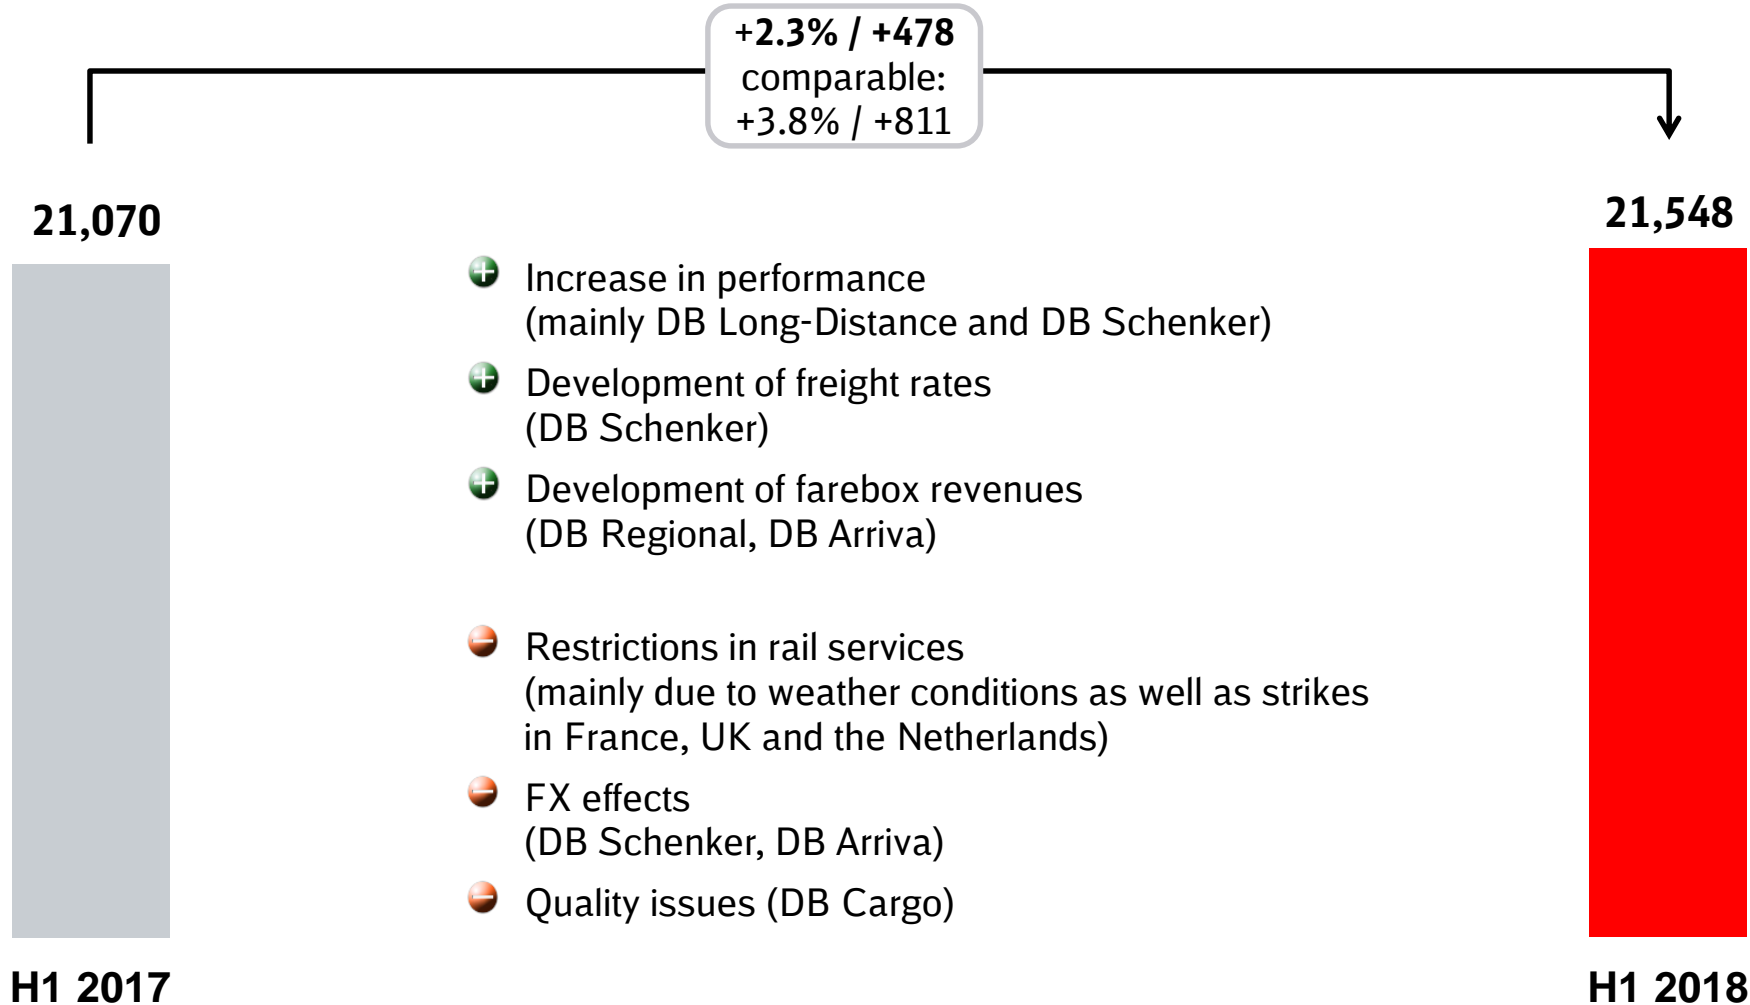 +2.3% / +478
comparable:
+3.8% / +811
21,070
21,548
Increase in performance
(mainly DB Long-Distance and DB Schenker)
Development of freight rates
(DB Schenker)
Development of farebox revenues
(DB Regional, DB Arriva)
Restrictions in rail services
(mainly due to weather conditions as well as strikes
in France, UK and the Netherlands)
FX effects
(DB Schenker, DB Arriva)
Quality issues (DB Cargo)
H1 2017
H1 2018